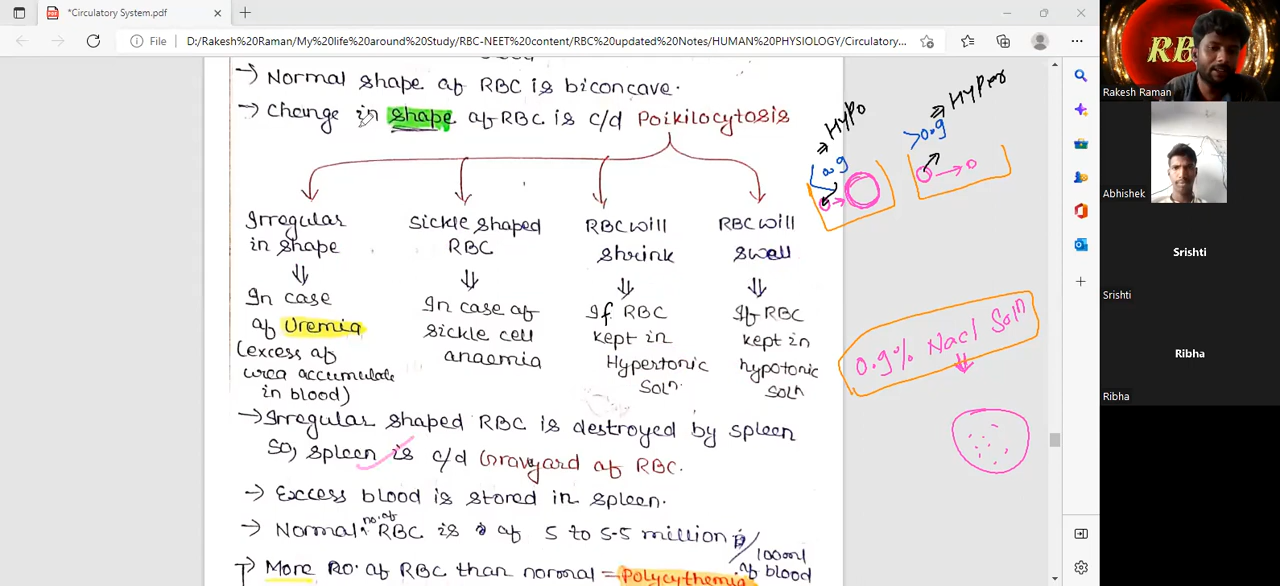 *Circulatory System.pdf
File
D:/Rakesh Raman/My%20life%20around%20Study/RBC-NEET%20content/RBC%20updated%20Notes/HUMAN%20PHYSIOLOGY/Circulatory...
RB
Rakesh Raman
Abhishek
Srishti
Srishti
Ribha
Ribha
→ Normal shape of RBC is biconcave.
→ Change in shape of RBC is c/d Poikilocytosis
Irregular in shape
⇓
In case of Uremia
(excess of urea accumulate in blood)
Sickle shaped RBC
⇓
In case of sickle cell anaemia
RBC will shrink
⇓
If RBC kept in Hypertonic Solⁿ.
RBC will swell
⇓
If RBC kept in hypotonic Solⁿ
⇒ HYPO
<0.9
⇒ HYPer
>0.9
0.9% Nacl Solⁿ
→ Irregular shaped RBC is destroyed by spleen
SO, spleen is c/d Graveyard of RBC.
→ Excess blood is stored in spleen.
→ Normal no. of RBC is of 5 to 5.5 million / 100ml of blood
More no. of RBC than normal = Polycythemia